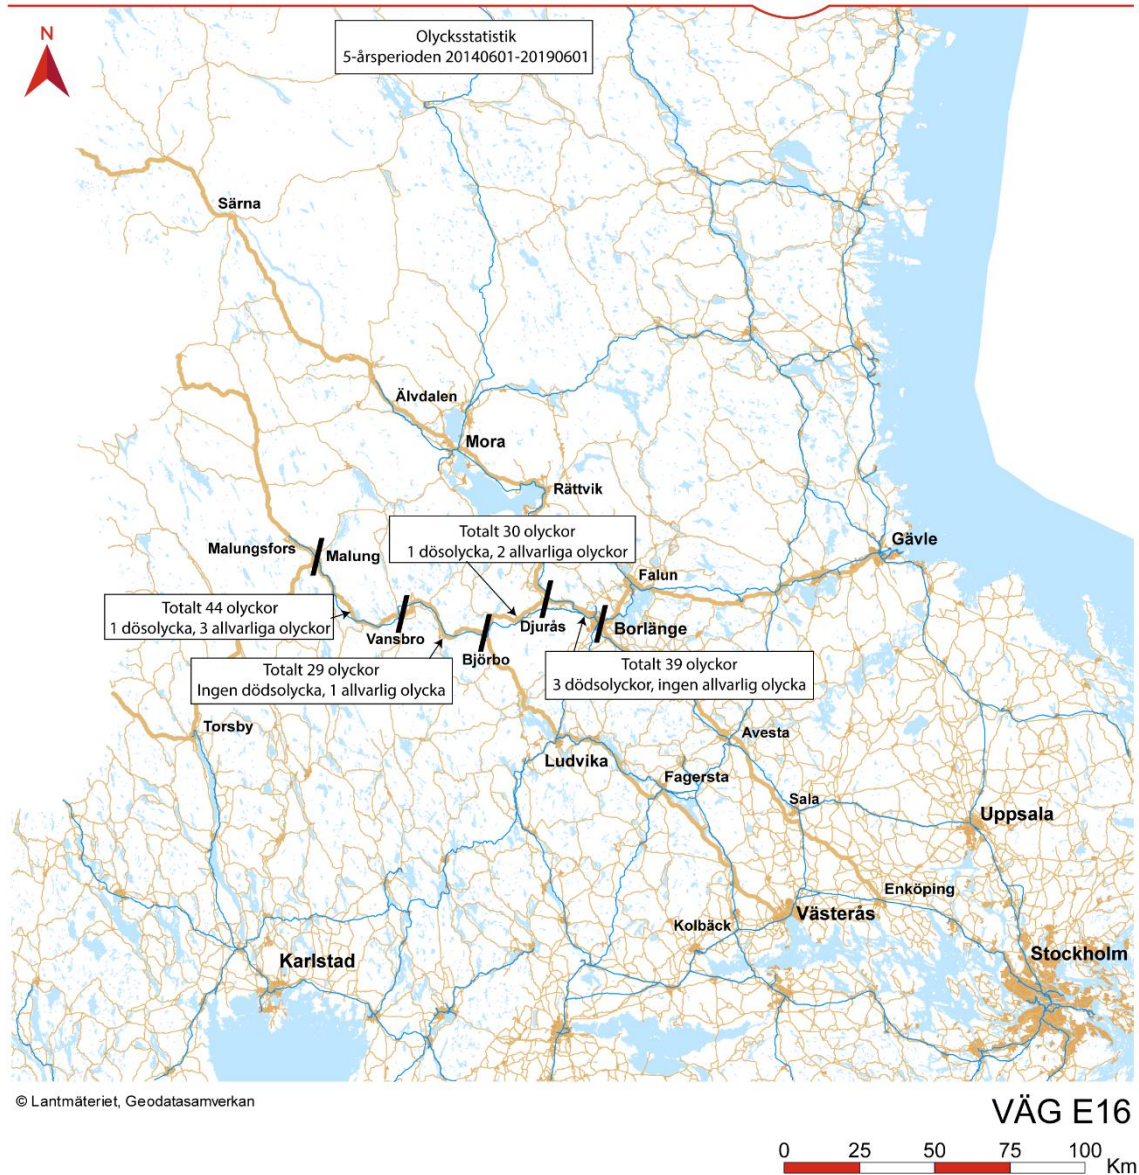 N
Olycksstatistik
5-årsperioden 20140601-20190601
Särna
Älvdalen
Mora
Rättvik
Totalt 30 olyckor
1 dösolycka, 2 allvarliga olyckor
Malungsfors
Malung
Gävle
Falun
Totalt 44 olyckor
1 dösolycka, 3 allvarliga olyckor
Vansbro
Djurås
Borlänge
Björbo
Totalt 29 olyckor
Ingen dödsolycka, 1 allvarlig olycka
Totalt 39 olyckor
3 dödsolyckor, ingen allvarlig olycka
Torsby
Avesta
Ludvika
Fagersta
Sala
Uppsala
Enköping
Västerås
Kolbäck
Stockholm
Karlstad
© Lantmäteriet, Geodatasamverkan
VÄG E16
0 25 50 75 100
Km